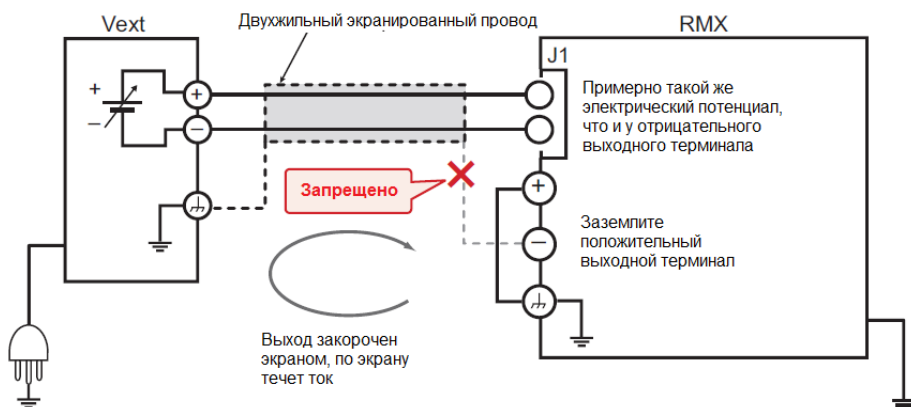 Двухжильный экранированный провод
Vext
RMX
J1
Примерно такой же
электрический потенциал,
что и у отрицательного
выходного терминала
+
–
+
−
Запрещено
+
−
Заземлите
положительный
выходной терминал
Выход закорочен
экраном, по экрану
течет ток